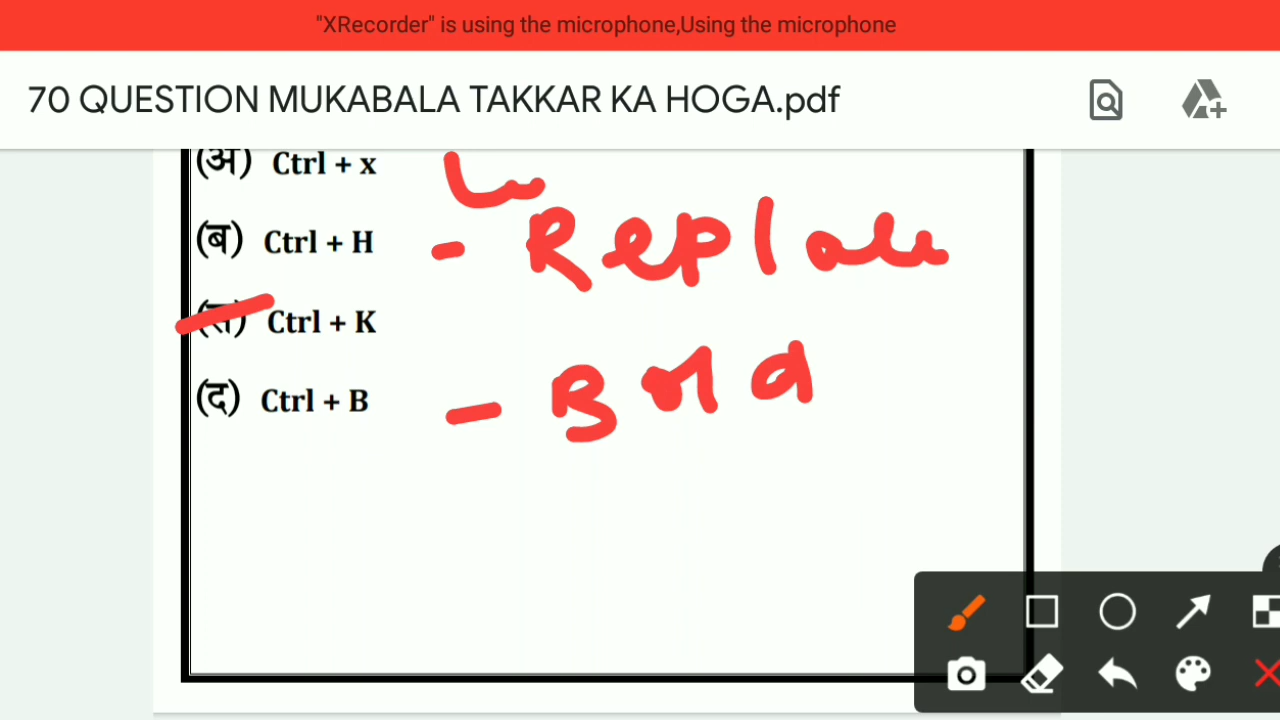 "XRecorder" is using the microphone,Using the microphone
70 QUESTION MUKABALA TAKKAR KA HOGA.pdf
(अ) Ctrl + x
(ब) Ctrl + H - Replace
(स) Ctrl + K
(द) Ctrl + B - Bold